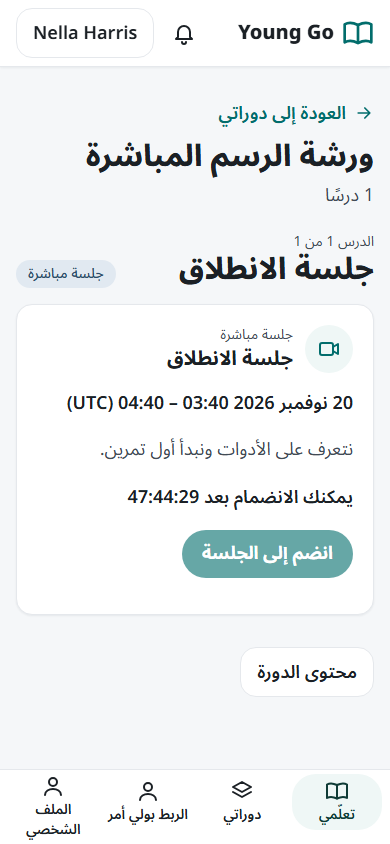 Young Go
Nella Harris
العودة إلى دوراتي
ورشة الرسم المباشرة
1 درسًا
الدرس 1 من 1
جلسة الانطلاق
جلسة مباشرة
جلسة مباشرة
جلسة الانطلاق
20 نوفمبر 2026 03:40 – 04:40 (UTC)
نتعرف على الأدوات ونبدأ أول تمرين.
يمكنك الانضمام بعد 47:44:29
انضم إلى الجلسة
محتوى الدورة
تعلّمي
دوراتي
الربط بولي أمر
الملف
الشخصي